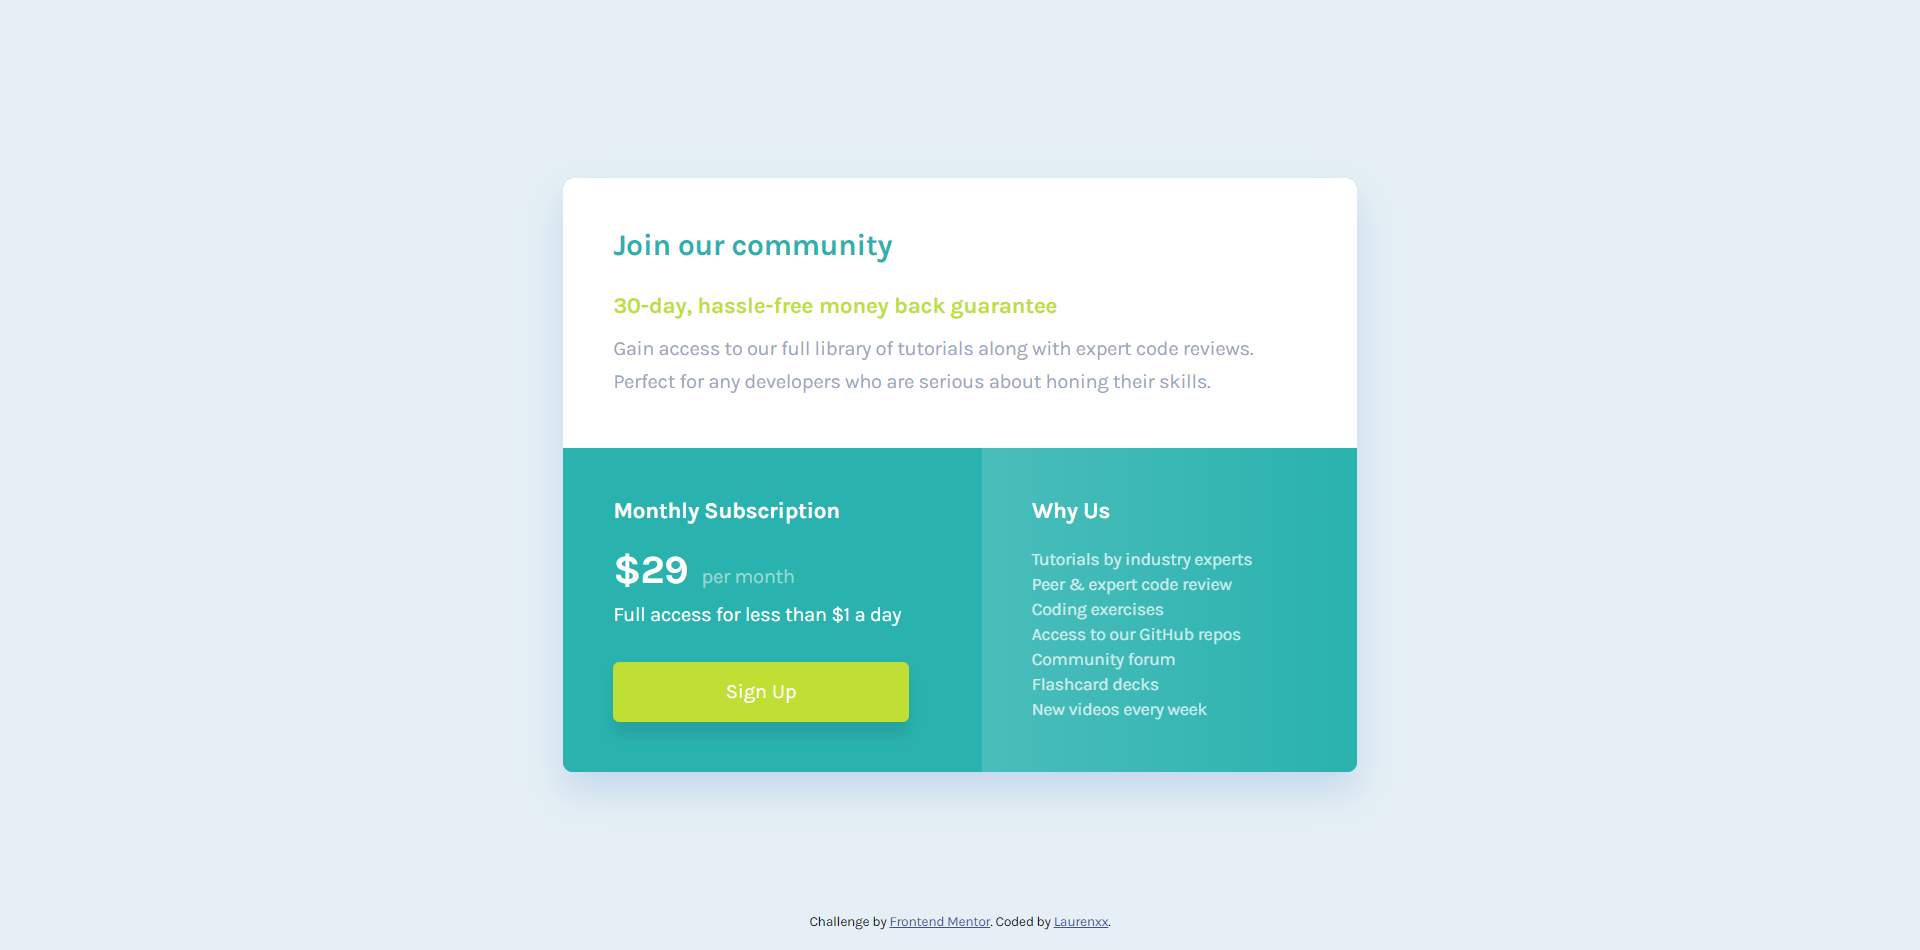 Join our community
30-day, hassle-free money back guarantee
Gain access to our full library of tutorials along with expert code reviews.
Perfect for any developers who are serious about honing their skills.
Monthly Subscription
$29 per month
Full access for less than $1 a day
Sign Up
Why Us
Tutorials by industry experts
Peer & expert code review
Coding exercises
Access to our GitHub repos
Community forum
Flashcard decks
New videos every week
Challenge by Frontend Mentor. Coded by Laurenxx.